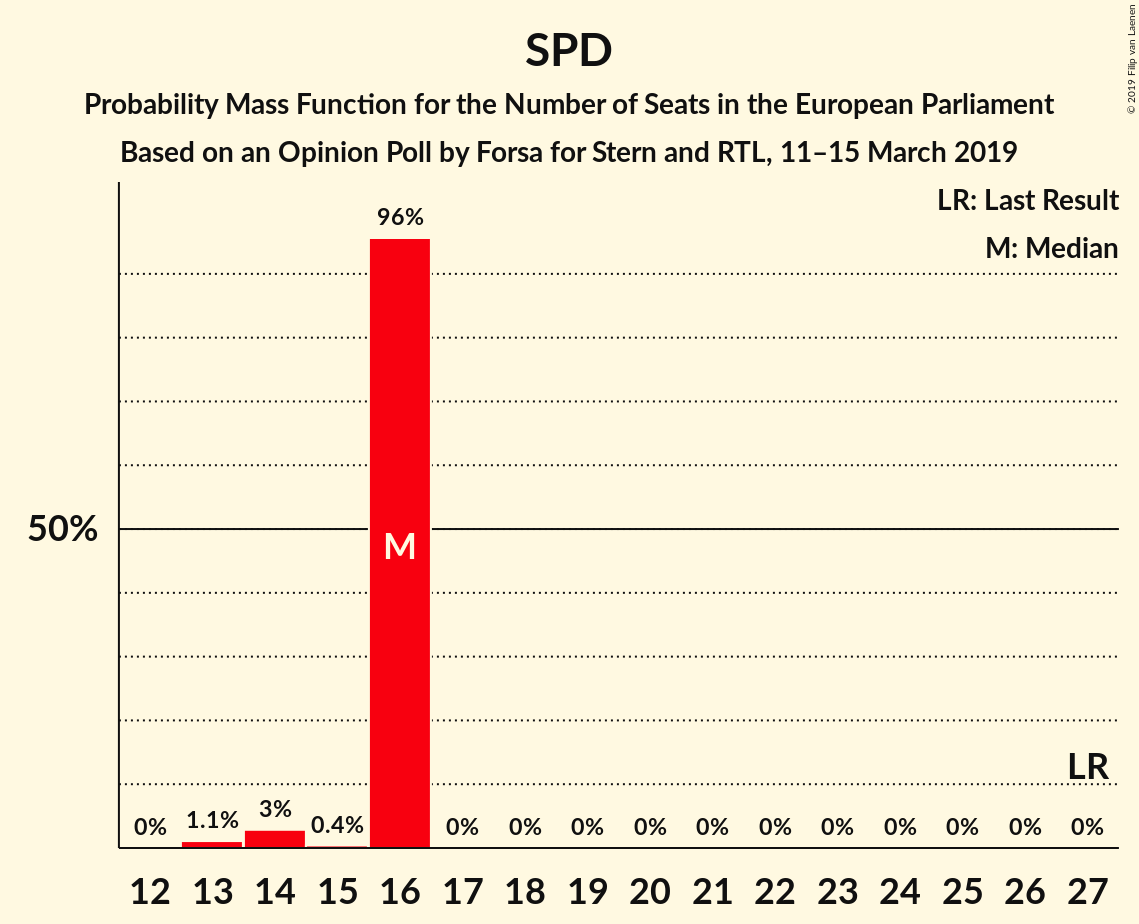 SPD
Probability Mass Function for the Number of Seats in the European Parliament
Based on an Opinion Poll by Forsa for Stern and RTL, 11–15 March 2019
© 2019 Filip van Laenen
LR: Last Result
M: Median
96%
50%
M
LR
0% 1.1% 3% 0.4% 0% 0% 0% 0% 0% 0% 0% 0% 0% 0% 0%
12 13 14 15 16 17 18 19 20 21 22 23 24 25 26 27